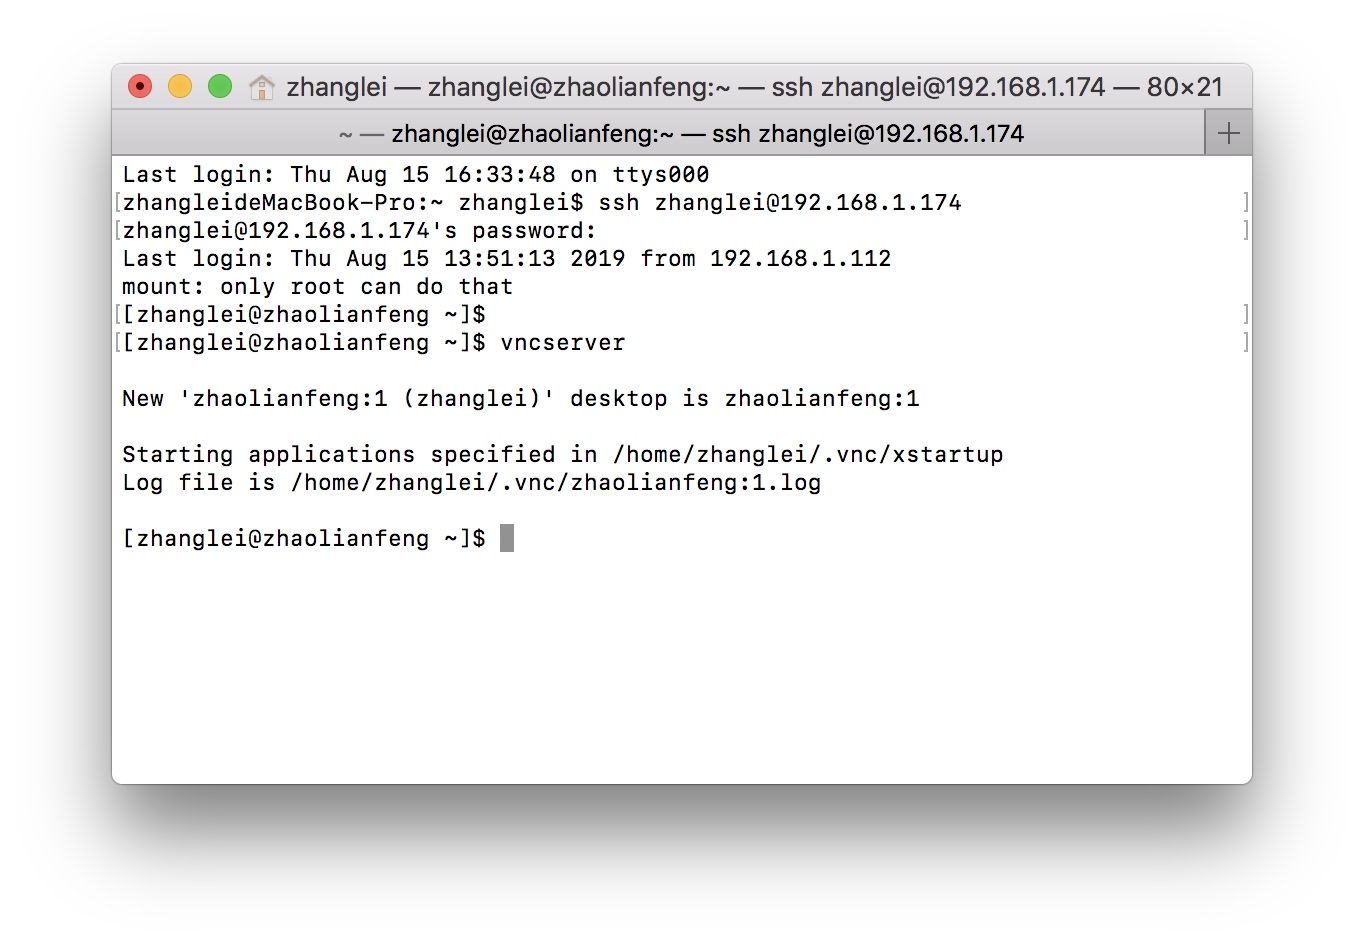 zhanglei — zhanglei@zhaolianfeng:~ — ssh zhanglei@192.168.1.174 — 80×21
~ — zhanglei@zhaolianfeng:~ — ssh zhanglei@192.168.1.174 +
Last login: Thu Aug 15 16:33:48 on ttys000
[zhangleideMacBook-Pro:~ zhanglei$ ssh zhanglei@192.168.1.174 ]
[zhanglei@192.168.1.174's password: ]
Last login: Thu Aug 15 13:51:13 2019 from 192.168.1.112
mount: only root can do that
[[zhanglei@zhaolianfeng ~]$ ]
[[zhanglei@zhaolianfeng ~]$ vncserver ]
New 'zhaolianfeng:1 (zhanglei)' desktop is zhaolianfeng:1
Starting applications specified in /home/zhanglei/.vnc/xstartup
Log file is /home/zhanglei/.vnc/zhaolianfeng:1.log
[zhanglei@zhaolianfeng ~]$